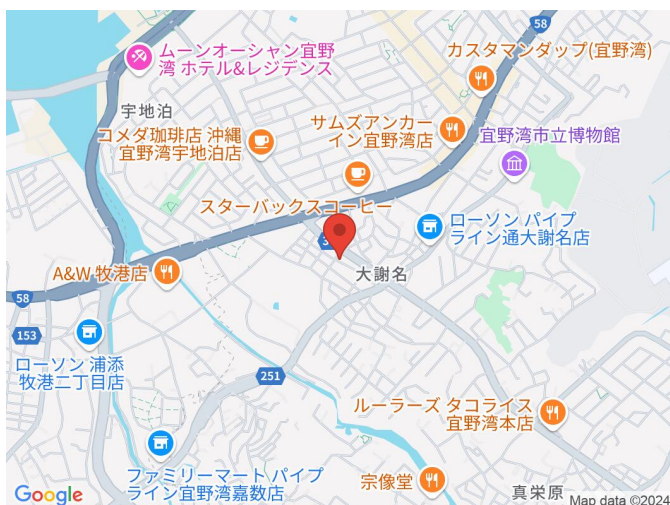 58
ムーンオーシャン宜野
湾 ホテル&レジデンス
カスタマンダップ(宜野湾)
宇地泊
コメダ珈琲店 沖縄
宜野湾宇地泊店
サムズアンカー
イン宜野湾店
宜野湾市立博物館
スターバックスコーヒー
ローソン パイプ
ライン通大謝名店
A&W 牧港店
大謝名
58
153
ローソン 浦添
牧港二丁目店
251
ルーラーズ タコライス
宜野湾本店
ファミリーマート パイプ
ライン宜野湾嘉数店
宗像堂
真栄原
Google
Map data ©2024